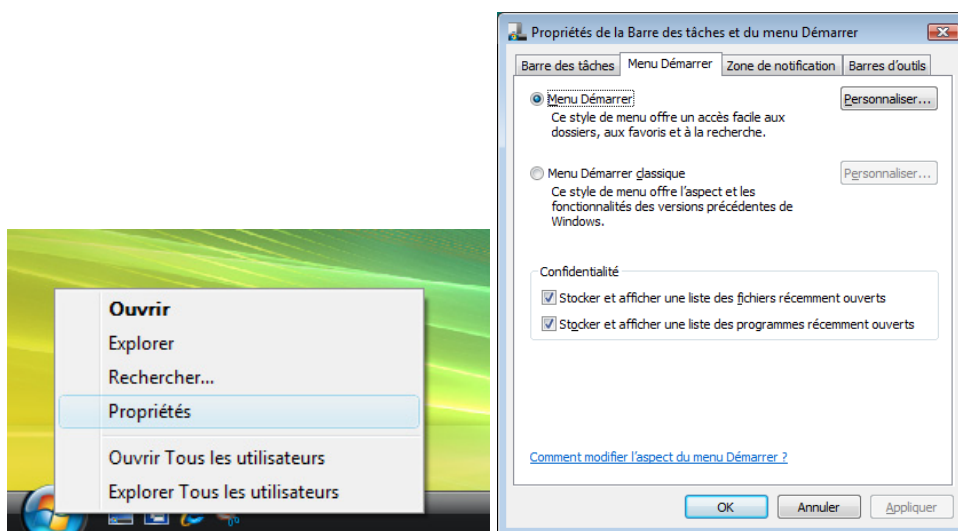 Ouvrir
Explorer
Rechercher...
Propriétés
Ouvrir Tous les utilisateurs
Explorer Tous les utilisateurs
Propriétés de la Barre des tâches et du menu Démarrer
Barre des tâches Menu Démarrer Zone de notification Barres d'outils
Menu Démarrer Personnaliser...
Ce style de menu offre un accès facile aux
dossiers, aux favoris et à la recherche.
Menu Démarrer classique Personnaliser...
Ce style de menu offre l'aspect et les
fonctionnalités des versions précédentes de
Windows.
Confidentialité
Stocker et afficher une liste des fichiers récemment ouverts
Stocker et afficher une liste des programmes récemment ouverts
Comment modifier l'aspect du menu Démarrer ?
OK Annuler Appliquer